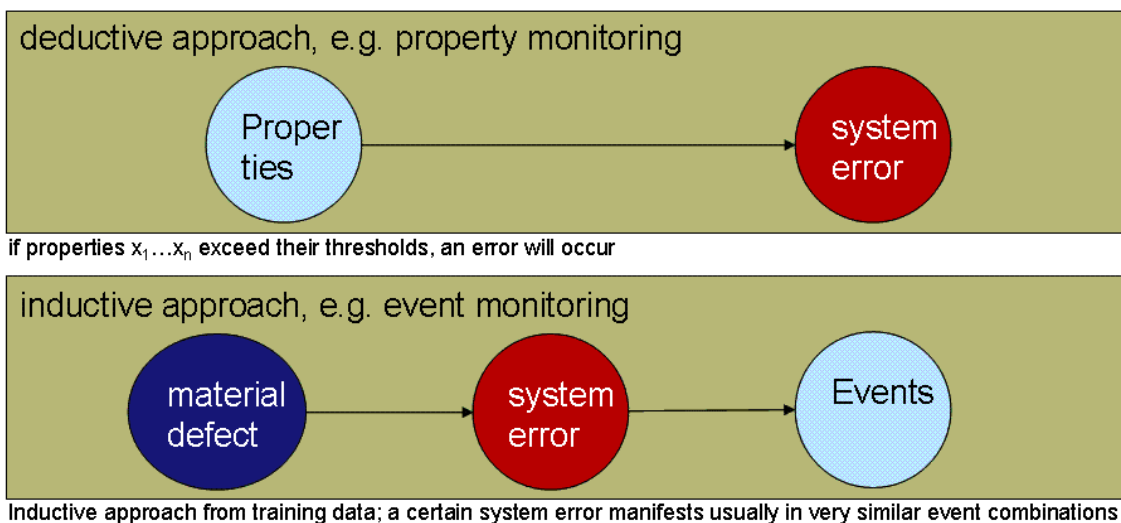 deductive approach, e.g. property monitoring
Proper
ties
system
error
if properties x₁…xₙ exceed their thresholds, an error will occur
inductive approach, e.g. event monitoring
material
defect
system
error
Events
Inductive approach from training data; a certain system error manifests usually in very similar event combinations